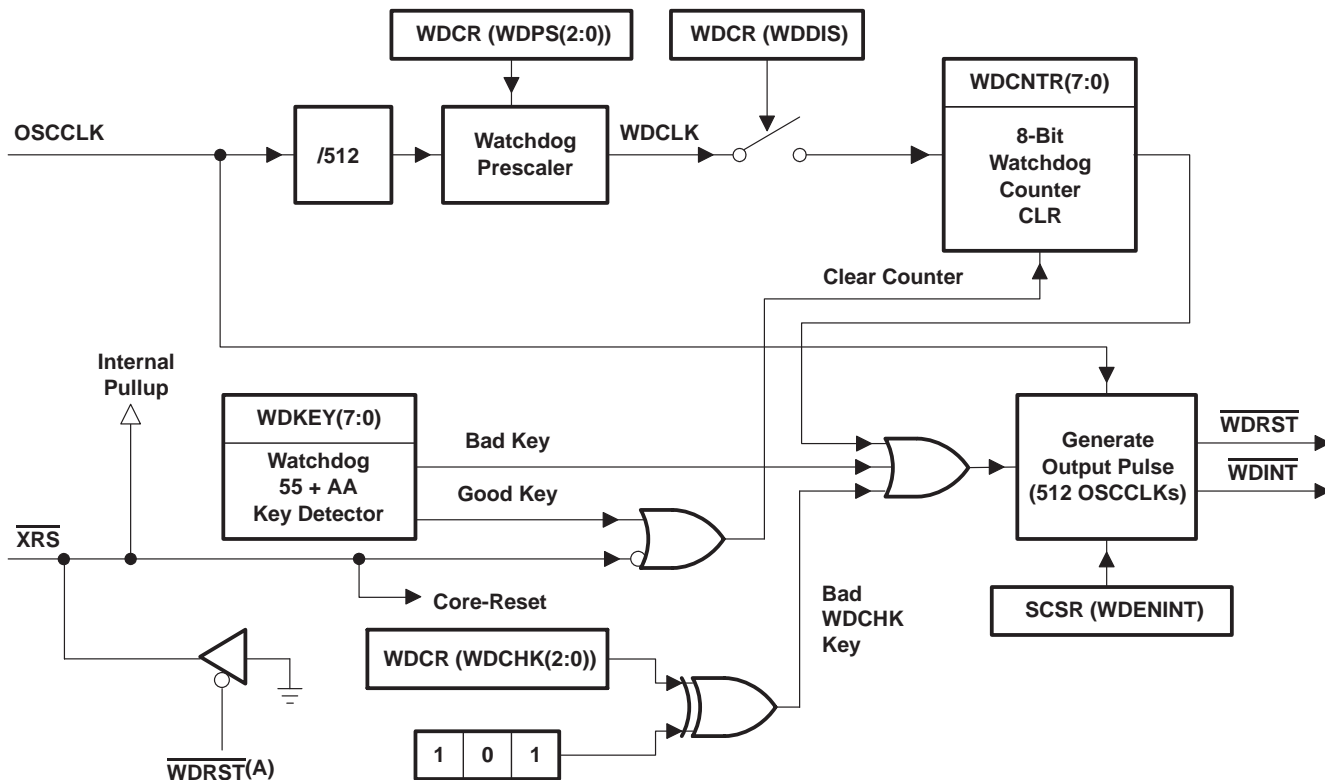 WDCR (WDPS(2:0))
WDCR (WDDIS)
WDCNTR(7:0)
OSCCLK
/512
Watchdog
Prescaler
WDCLK
8-Bit
Watchdog
Counter
CLR
Clear Counter
Internal
Pullup
WDKEY(7:0)
Watchdog
55 + AA
Key Detector
Bad Key
Good Key
Generate
Output Pulse
(512 OSCCLKs)
WDRST
WDINT
XRS
Core-Reset
SCSR (WDENINT)
Bad
WDCHK
Key
WDCR (WDCHK(2:0))
1 0 1
WDRST(A)